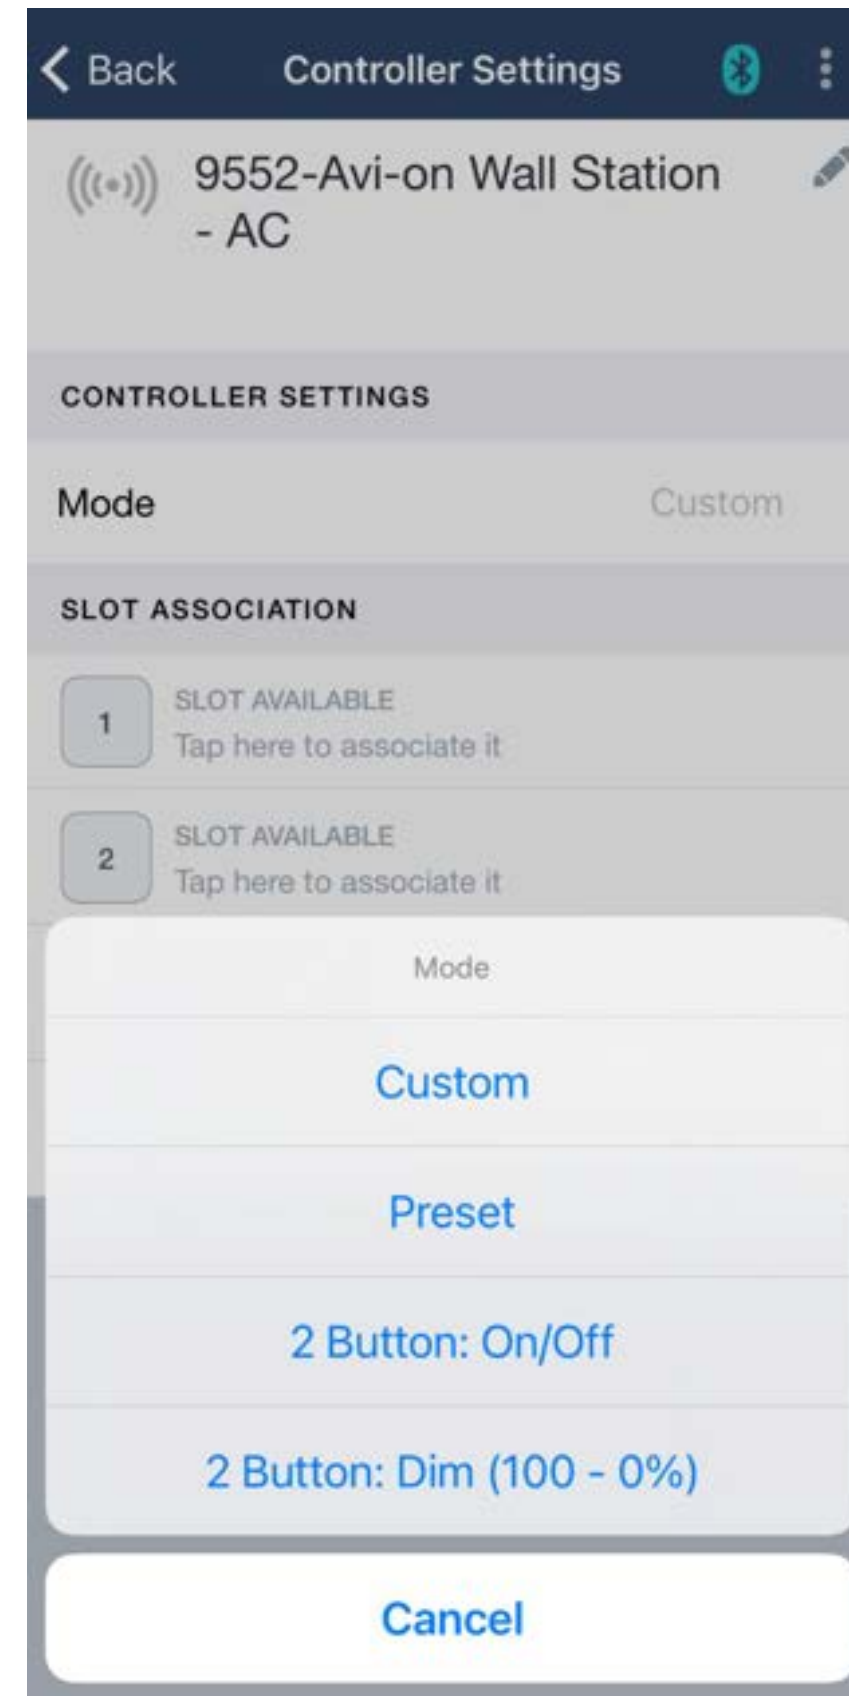 Back
Controller Settings
9552-Avi-on Wall Station
- AC
CONTROLLER SETTINGS
Mode
Custom
SLOT ASSOCIATION
1
SLOT AVAILABLE
Tap here to associate it
2
SLOT AVAILABLE
Tap here to associate it
Mode
Custom
Preset
2 Button: On/Off
2 Button: Dim (100 - 0%)
Cancel